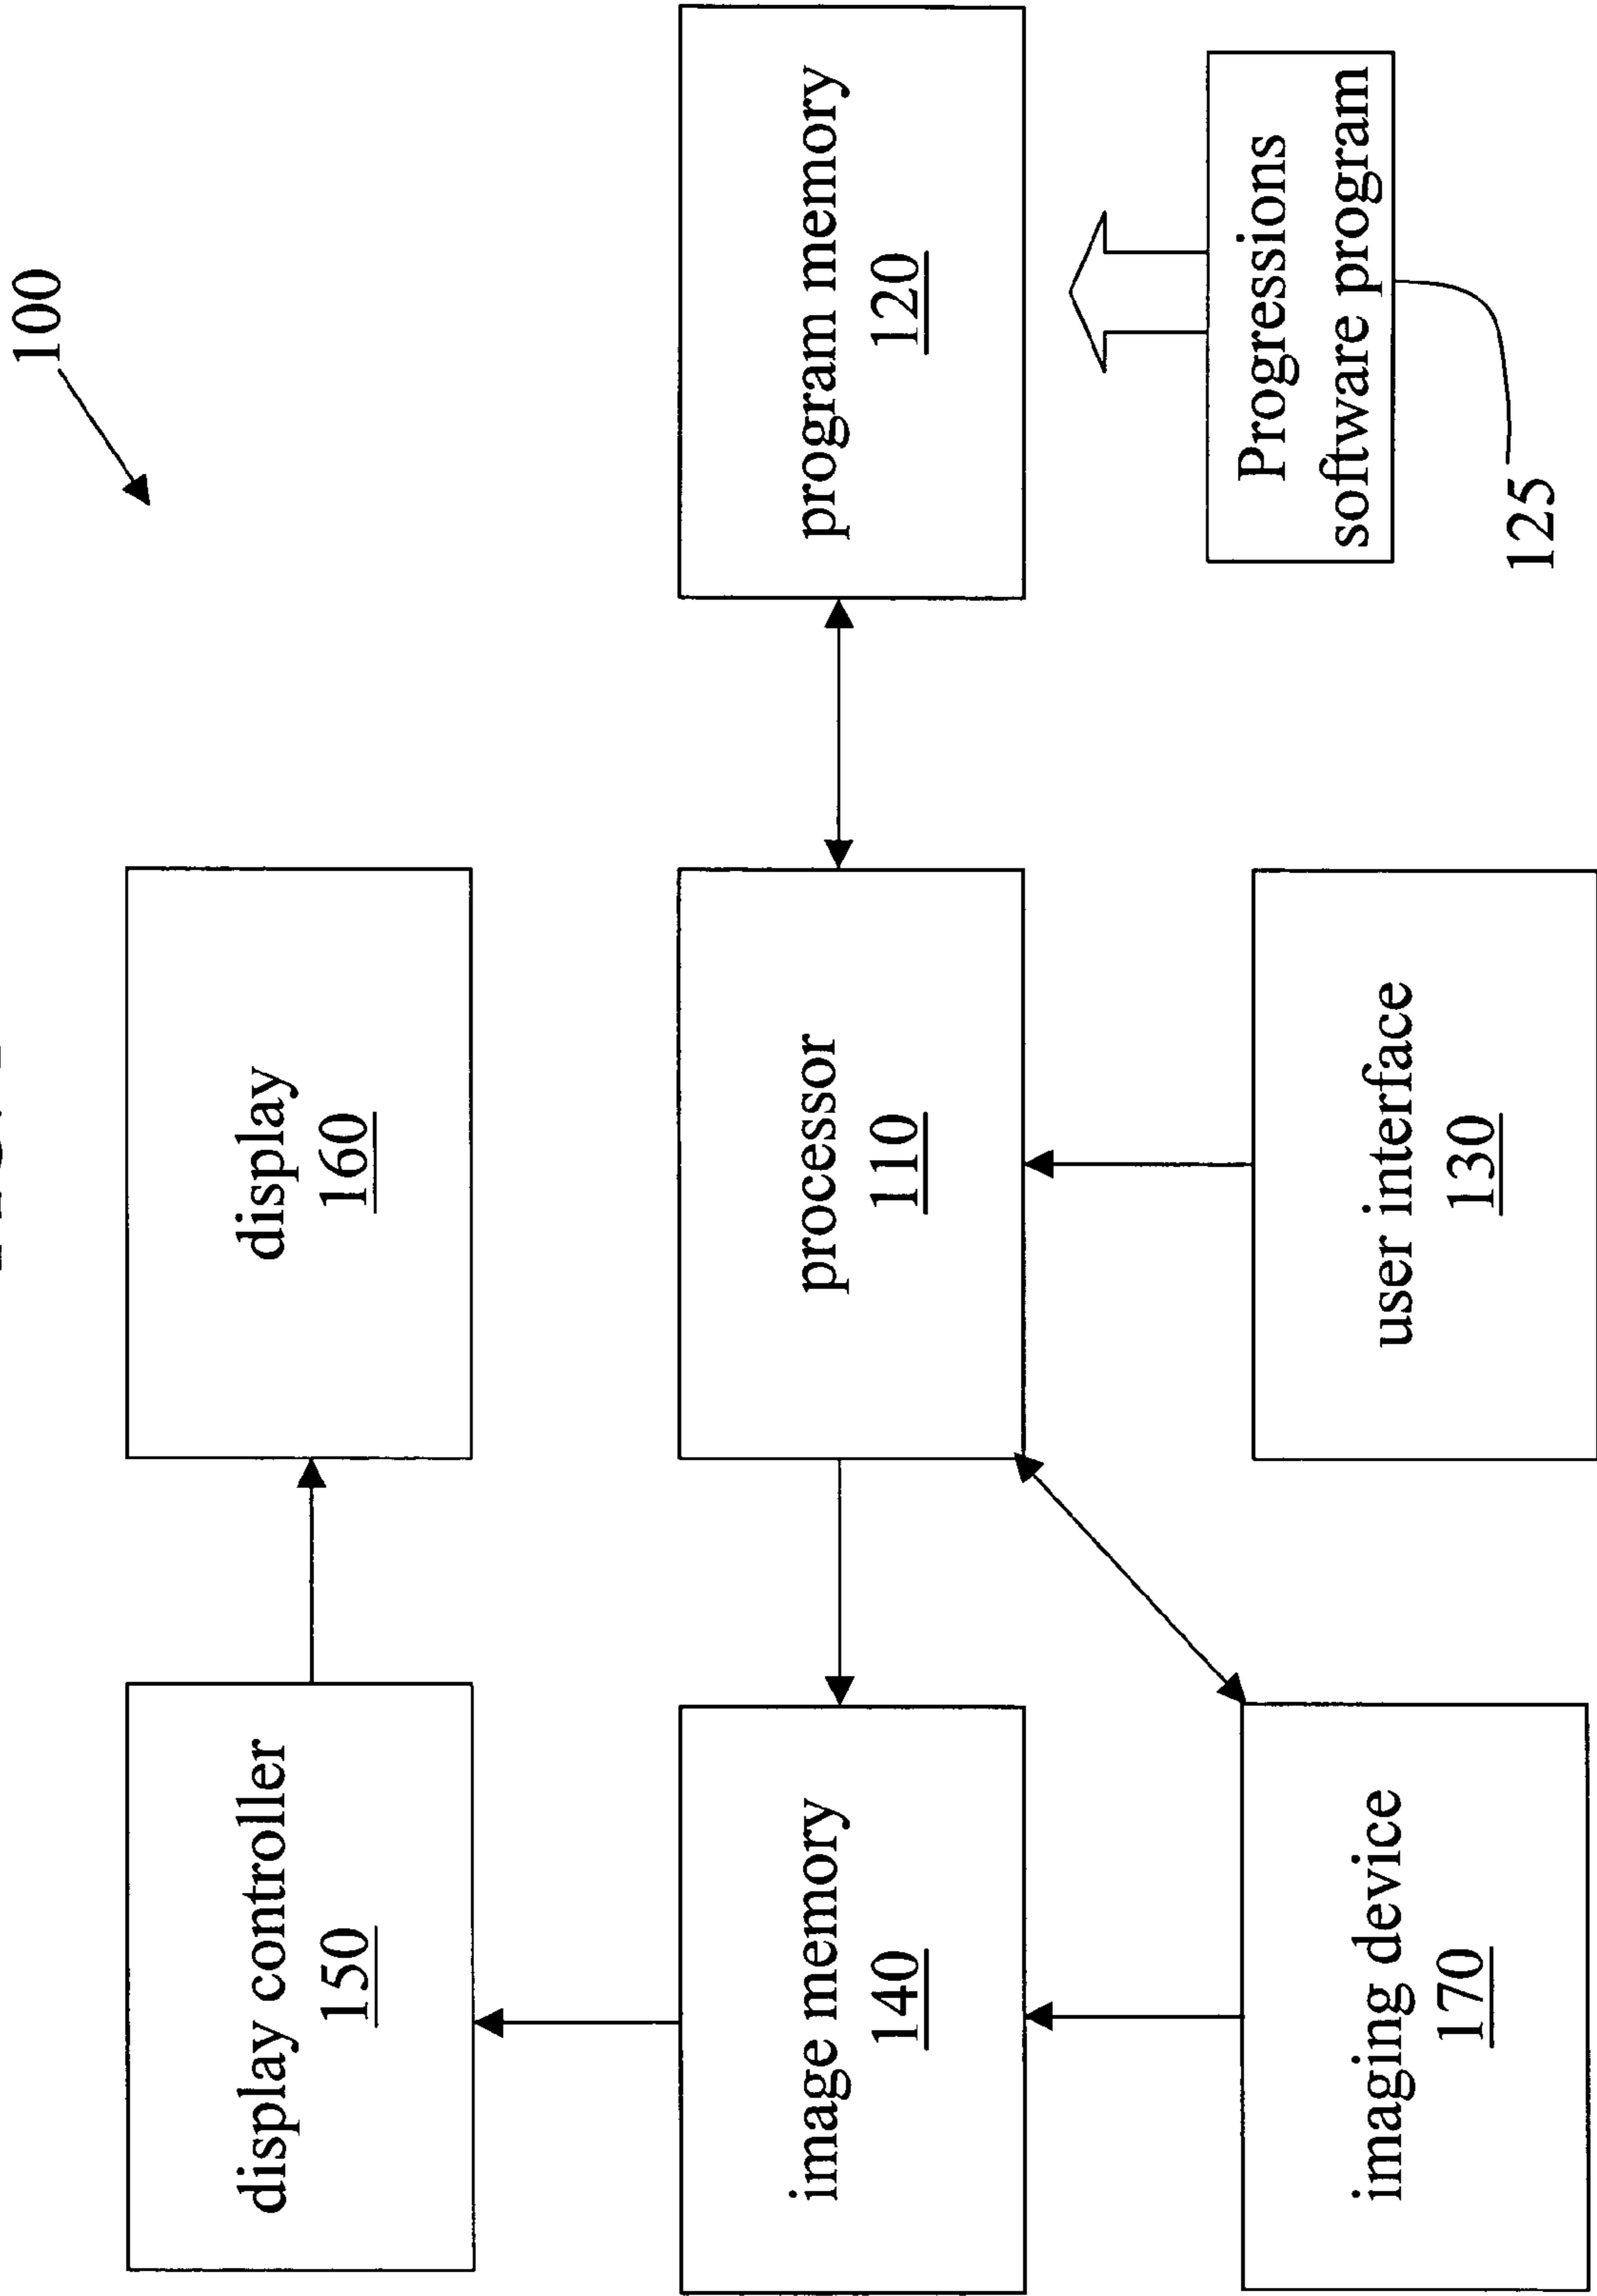 100
display controller
150
display
160
image memory
140
processor
110
program memory
120
imaging device
170
user interface
130
Progressions
software program
125